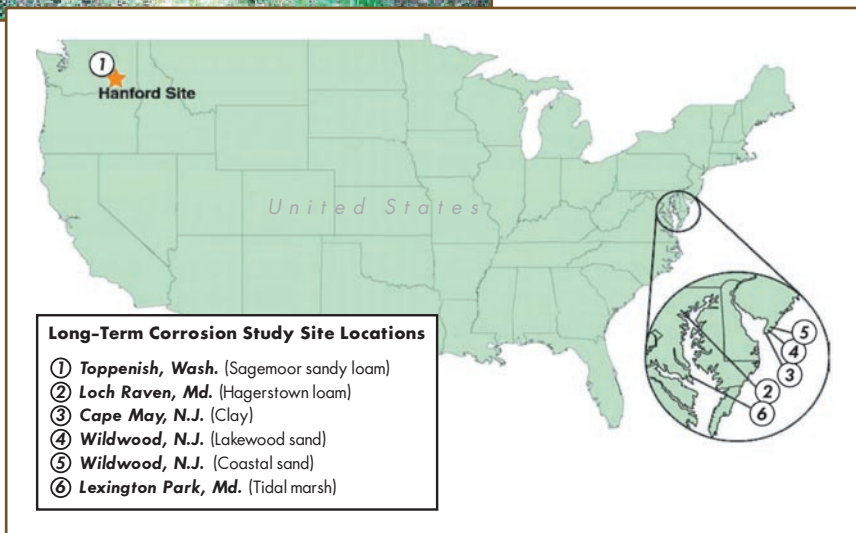 1
Hanford Site
United States
Long-Term Corrosion Study Site Locations
1 Toppenish, Wash. (Sagemoor sandy loam)
2 Loch Raven, Md. (Hagerstown loam)
3 Cape May, N.J. (Clay)
4 Wildwood, N.J. (Lakewood sand)
5 Wildwood, N.J. (Coastal sand)
6 Lexington Park, Md. (Tidal marsh)
5
4
3
2
6